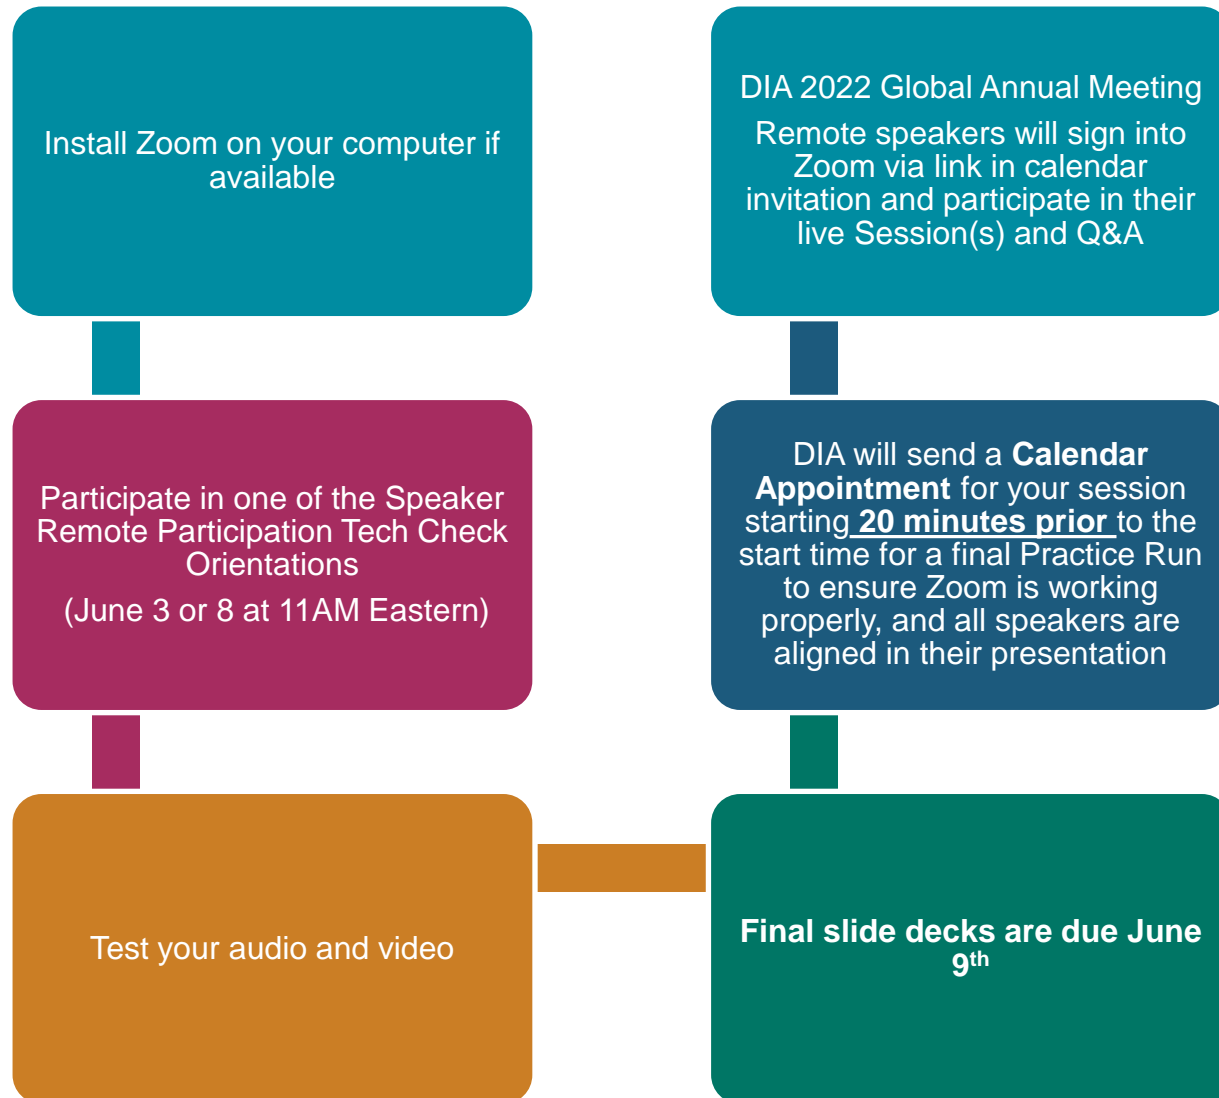 Install Zoom on your computer if
available
Participate in one of the Speaker
Remote Participation Tech Check
Orientations
(June 3 or 8 at 11AM Eastern)
Test your audio and video
Final slide decks are due June
9th
DIA will send a Calendar
Appointment for your session
starting 20 minutes prior to the
start time for a final Practice Run
to ensure Zoom is working
properly, and all speakers are
aligned in their presentation
DIA 2022 Global Annual Meeting
Remote speakers will sign into
Zoom via link in calendar
invitation and participate in their
live Session(s) and Q&A